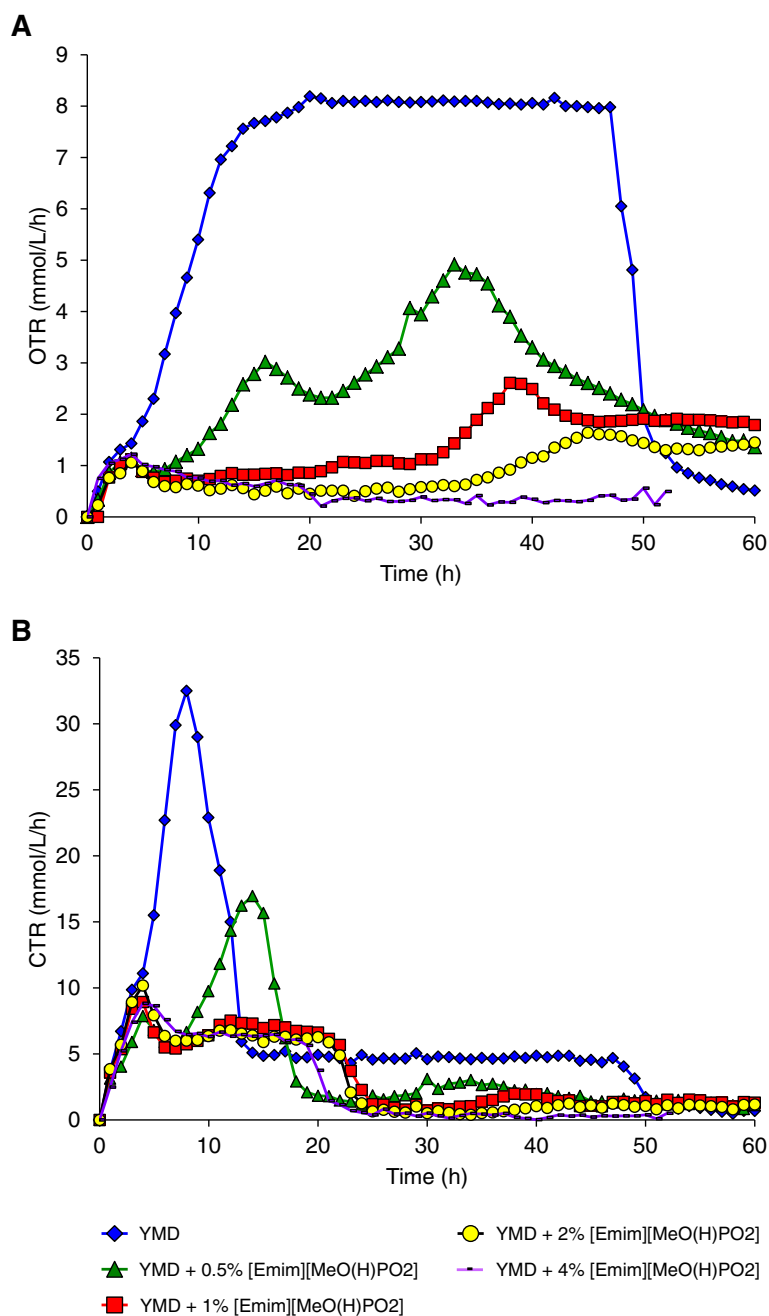 A
9
8
7
6
5
4
3
2
1
0
OTR (mmol/L/h)
0 10 20 30 40 50 60
Time (h)
B
35
30
25
20
15
10
5
0
CTR (mmol/L/h)
0 10 20 30 40 50 60
Time (h)
YMD
YMD + 2% [Emim][MeO(H)PO2]
YMD + 0.5% [Emim][MeO(H)PO2]
YMD + 4% [Emim][MeO(H)PO2]
YMD + 1% [Emim][MeO(H)PO2]